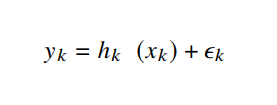 yₖ = hₖ (xₖ) + ϵₖ